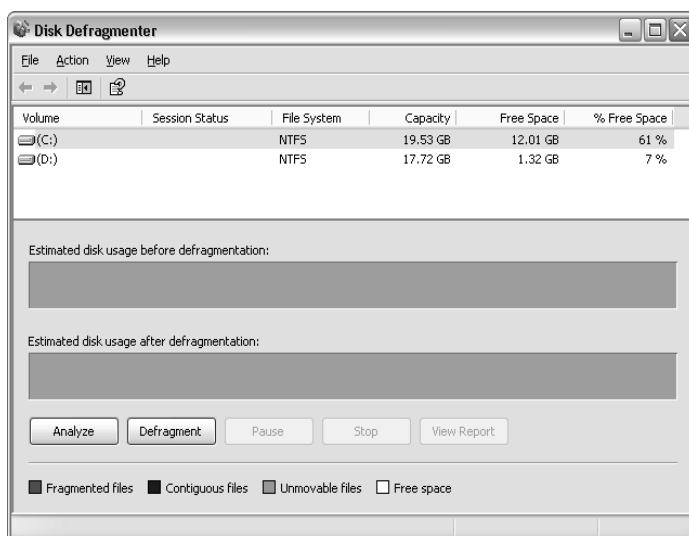 Disk Defragmenter
File Action View Help
Volume Session Status File System Capacity Free Space % Free Space
(C:) NTFS 19.53 GB 12.01 GB 61 %
(D:) NTFS 17.72 GB 1.32 GB 7 %
Estimated disk usage before defragmentation:
Estimated disk usage after defragmentation:
Analyze Defragment Pause Stop View Report
Fragmented files Contiguous files Unmovable files Free space